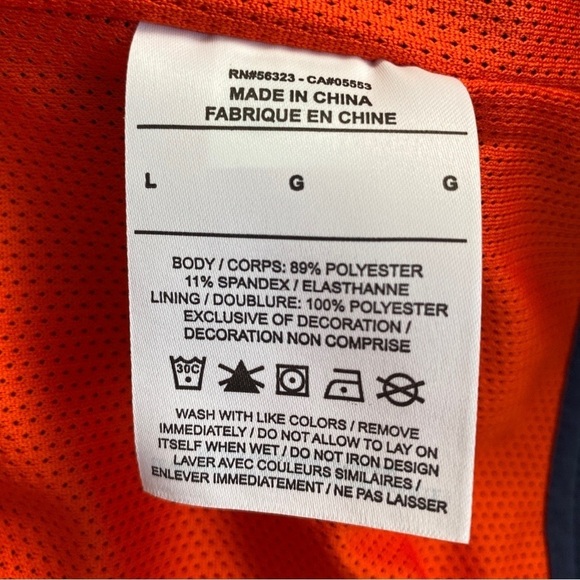 RN#56323 - CA#05553
MADE IN CHINA
FABRIQUE EN CHINE
L G G
BODY / CORPS: 89% POLYESTER
11% SPANDEX / ELASTHANNE
LINING / DOUBLURE: 100% POLYESTER
EXCLUSIVE OF DECORATION /
DECORATION NON COMPRISE
30C
WASH WITH LIKE COLORS / REMOVE
IMMEDIATELY / DO NOT ALLOW TO LAY ON
ITSELF WHEN WET / DO NOT IRON DESIGN
LAVER AVEC COULEURS SIMILAIRES /
ENLEVER IMMEDIATEMENT / NE PAS LAISSER